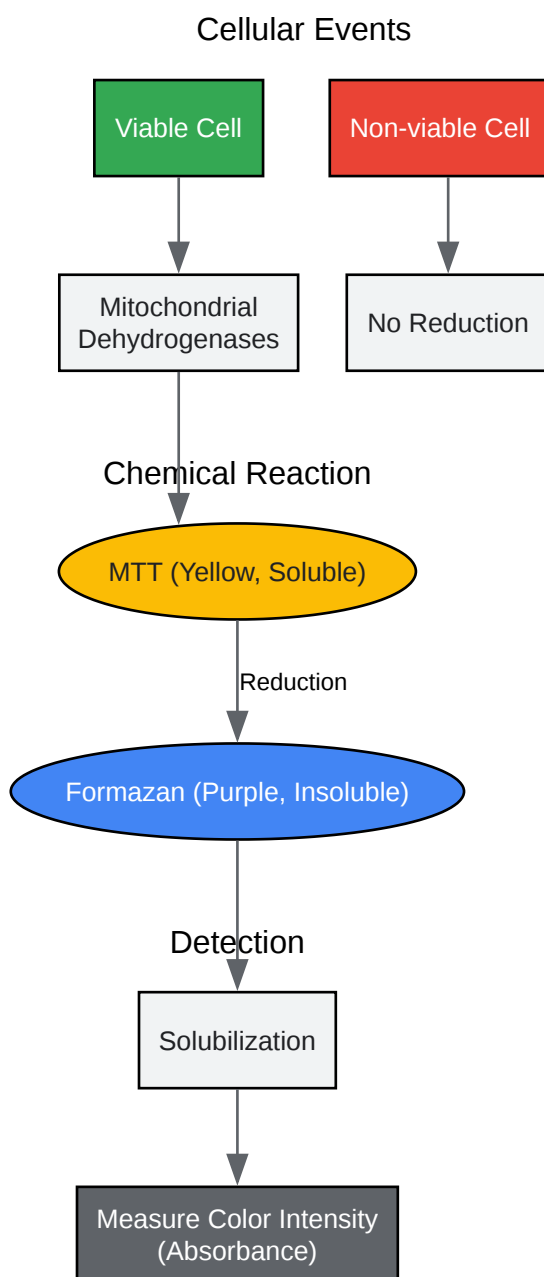 Cellular Events
Viable Cell
Non-viable Cell
Mitochondrial
Dehydrogenases
No Reduction
Chemical Reaction
MTT (Yellow, Soluble)
Reduction
Formazan (Purple, Insoluble)
Detection
Solubilization
Measure Color Intensity
(Absorbance)